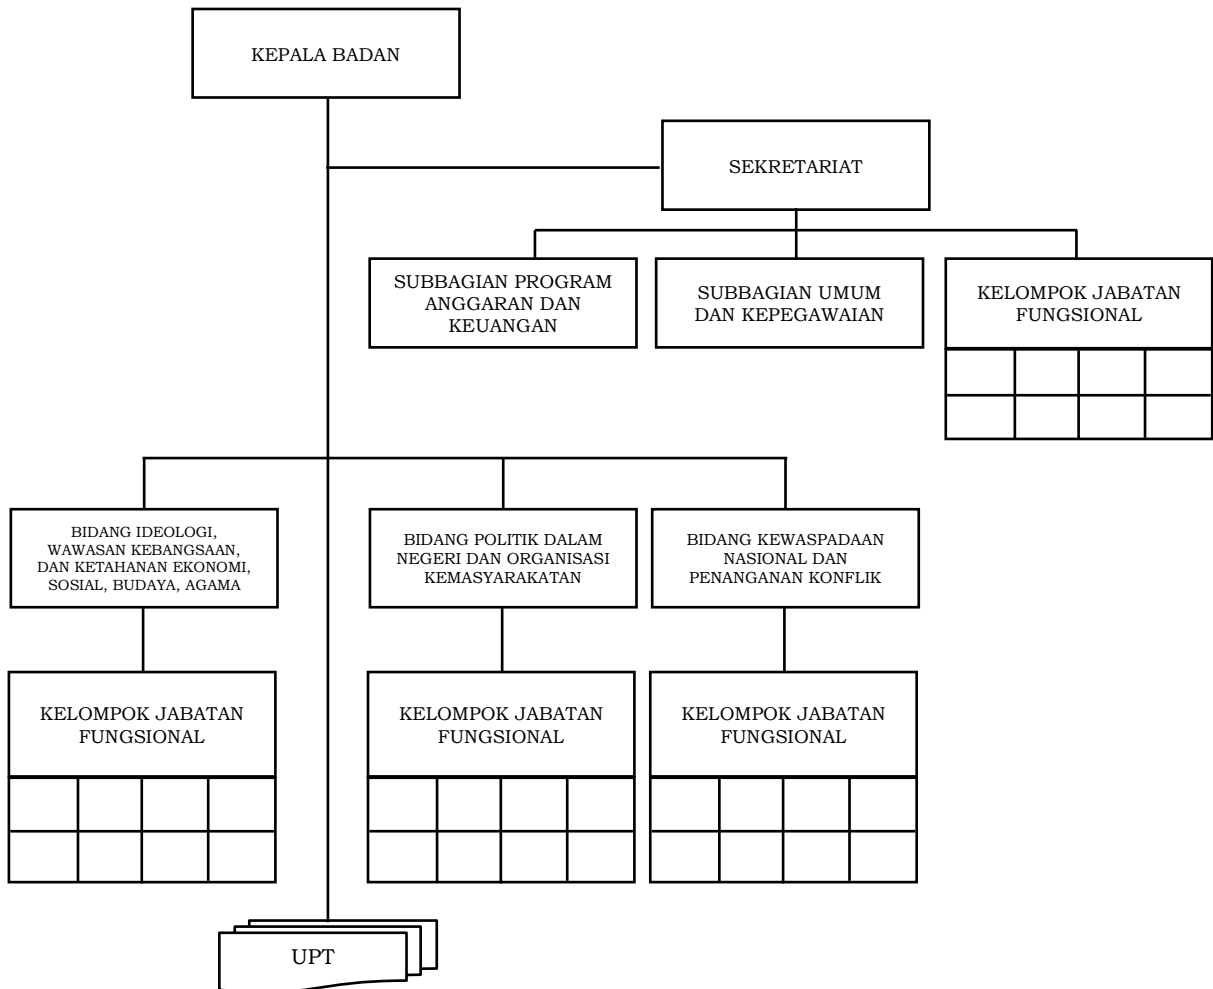 KEPALA BADAN
SEKRETARIAT
SUBBAGIAN PROGRAM
ANGGARAN DAN
KEUANGAN
SUBBAGIAN UMUM
DAN KEPEGAWAIAN
KELOMPOK JABATAN
FUNGSIONAL
BIDANG IDEOLOGI,
WAWASAN KEBANGSAAN,
DAN KETAHANAN EKONOMI,
SOSIAL, BUDAYA, AGAMA
BIDANG POLITIK DALAM
NEGERI DAN ORGANISASI
KEMASYARAKATAN
BIDANG KEWASPADAAN
NASIONAL DAN
PENANGANAN KONFLIK
KELOMPOK JABATAN
FUNGSIONAL
KELOMPOK JABATAN
FUNGSIONAL
KELOMPOK JABATAN
FUNGSIONAL
UPT